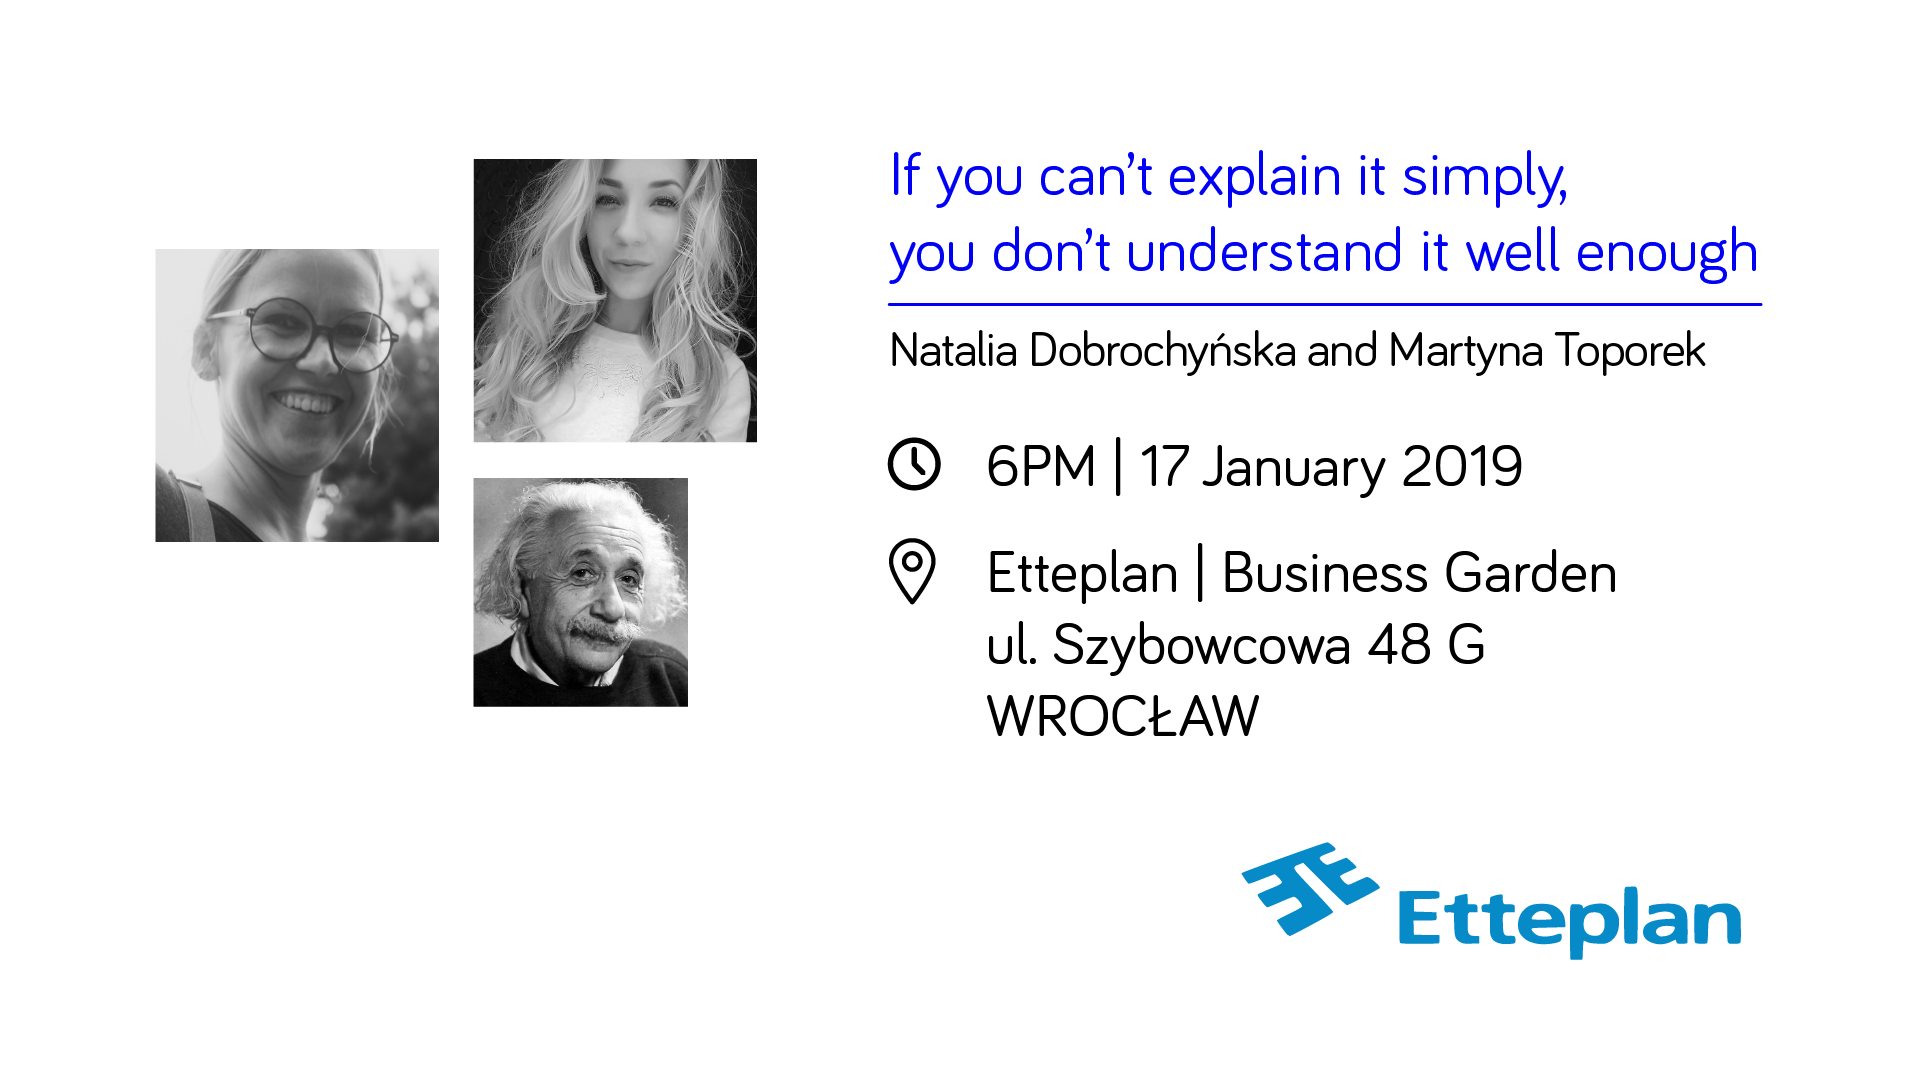 If you can’t explain it simply,
you don’t understand it well enough
Natalia Dobrochyńska and Martyna Toporek
6PM | 17 January 2019
Etteplan | Business Garden
ul. Szybowcowa 48 G
WROCŁAW
Etteplan